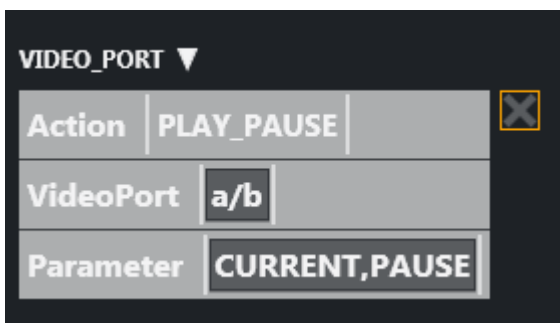 VIDEO_PORT ▼
Action PLAY_PAUSE
VideoPort a/b
Parameter CURRENT,PAUSE